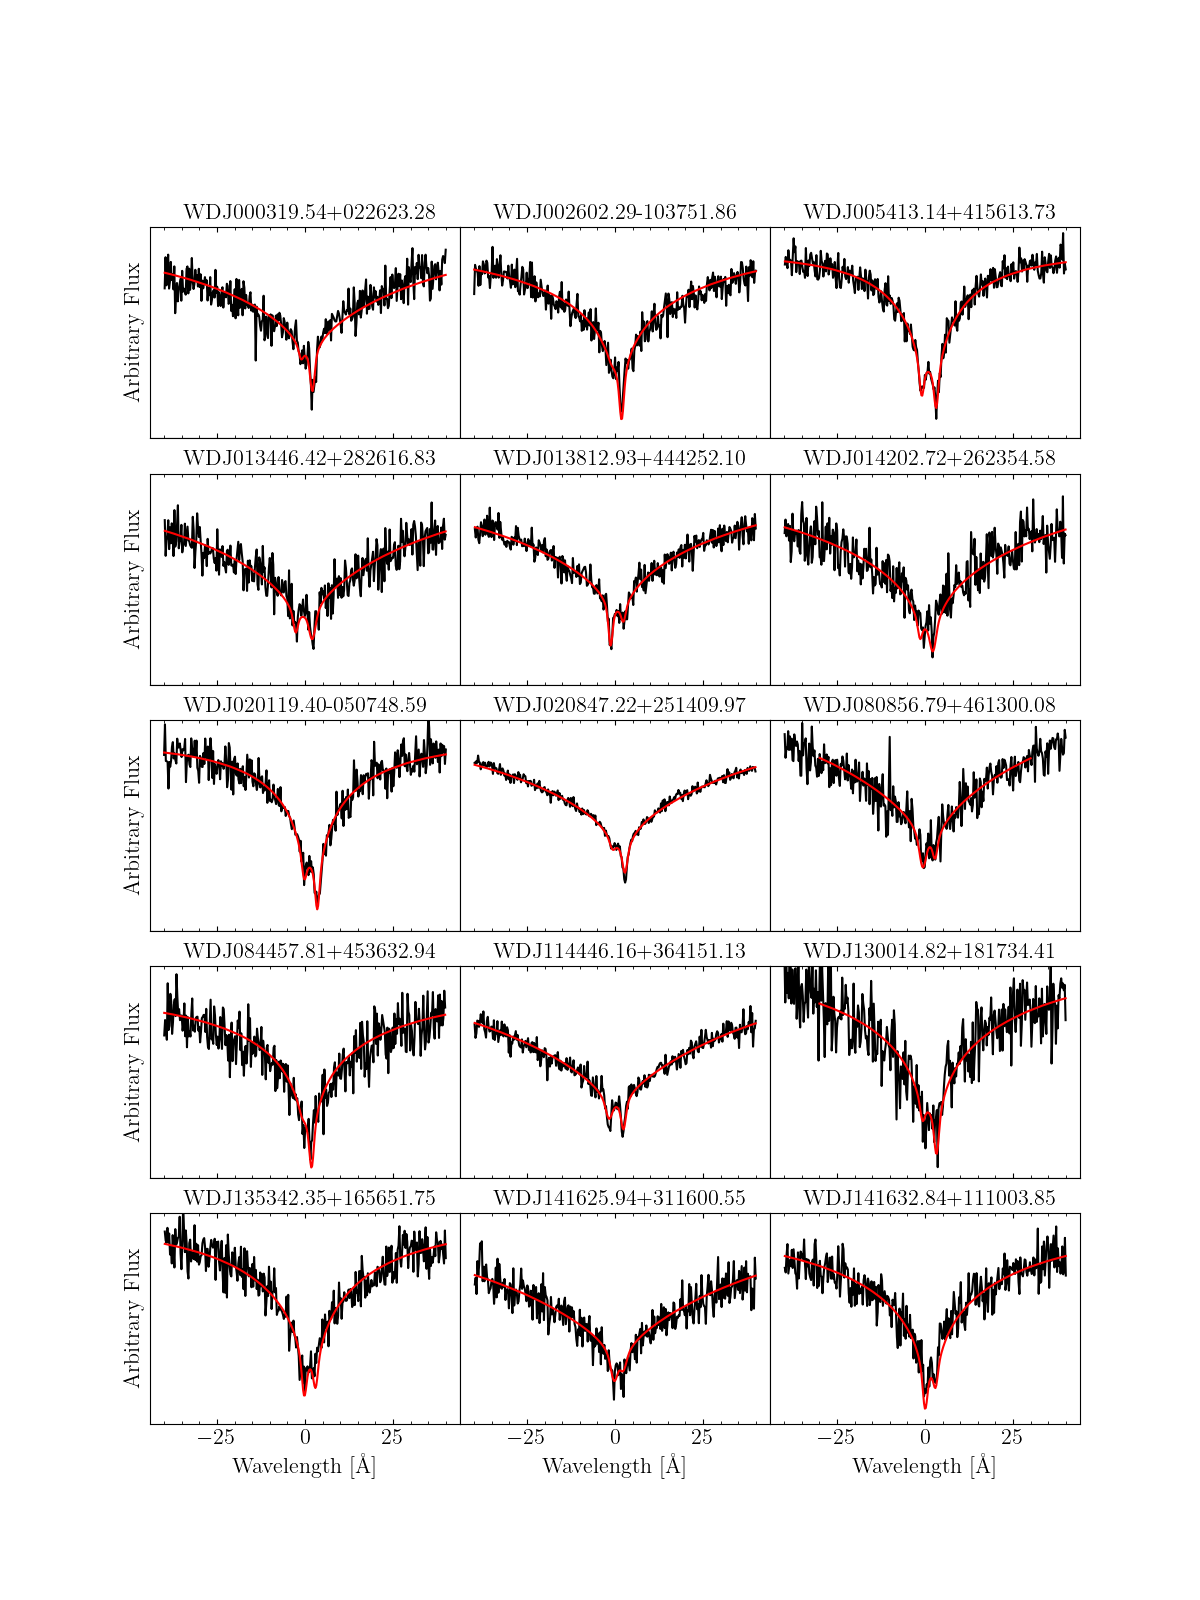 WDJ000319.54+022623.28 WDJ002602.29-103751.86 WDJ005413.14+415613.73
Arbitrary Flux
WDJ013446.42+282616.83 WDJ013812.93+444252.10 WDJ014202.72+262354.58
Arbitrary Flux
WDJ020119.40-050748.59 WDJ020847.22+251409.97 WDJ080856.79+461300.08
Arbitrary Flux
WDJ084457.81+453632.94 WDJ114446.16+364151.13 WDJ130014.82+181734.41
Arbitrary Flux
WDJ135342.35+165651.75 WDJ141625.94+311600.55 WDJ141632.84+111003.85
Arbitrary Flux
−25 0 25 −25 0 25 −25 0 25
Wavelength [Å] Wavelength [Å] Wavelength [Å]